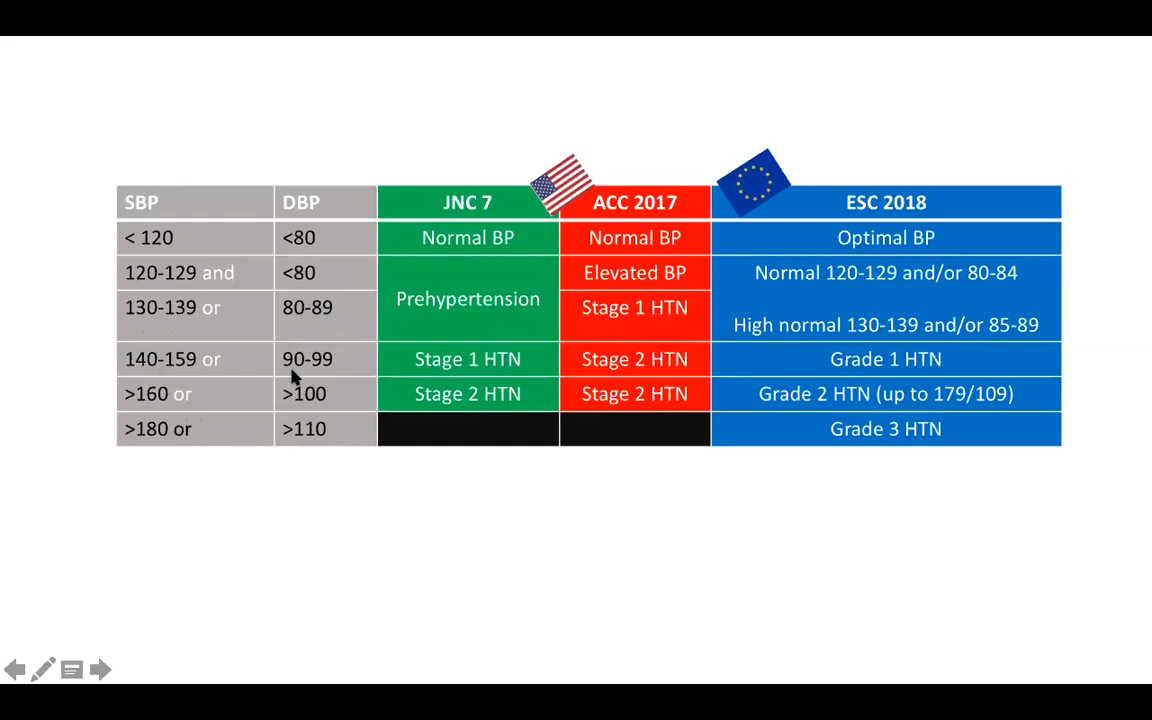 SBP DBP JNC 7 ACC 2017 ESC 2018
< 120 <80 Normal BP Normal BP Optimal BP
120-129 and <80 Prehypertension Elevated BP Normal 120-129 and/or 80-84
130-139 or 80-89 Stage 1 HTN
High normal 130-139 and/or 85-89
140-159 or 90-99 Stage 1 HTN Stage 2 HTN Grade 1 HTN
>160 or >100 Stage 2 HTN Stage 2 HTN Grade 2 HTN (up to 179/109)
>180 or >110 Grade 3 HTN